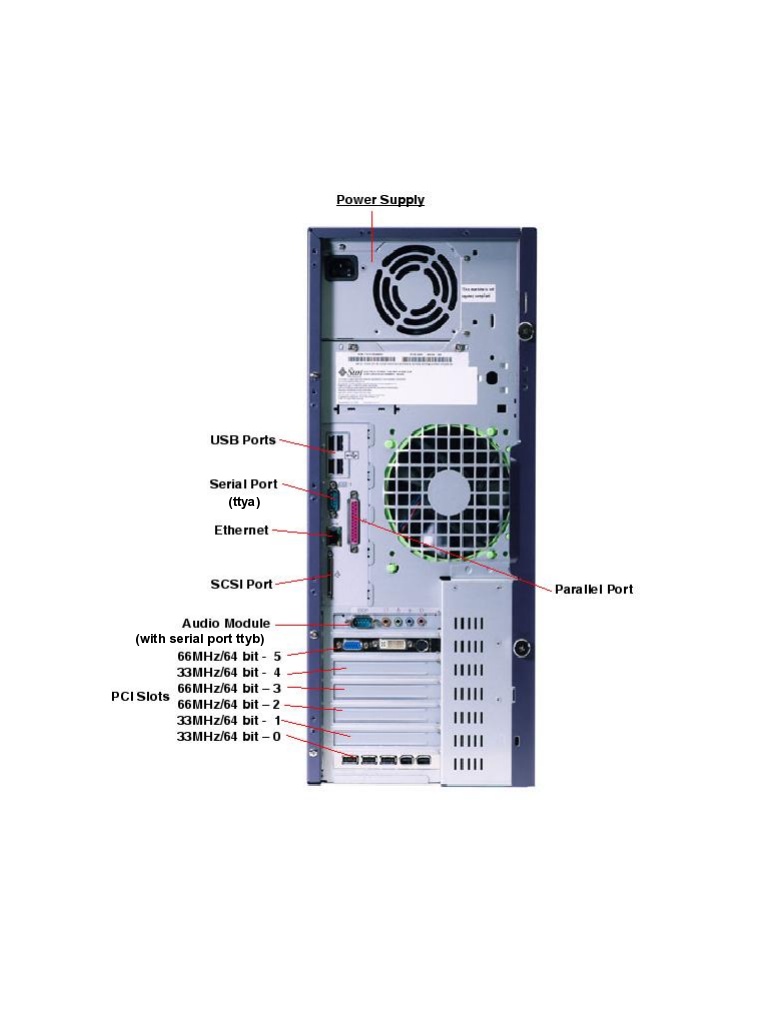 Power Supply
Sun
USB Ports
Serial Port
(ttya)
Ethernet
SCSI Port
Parallel Port
Audio Module
(with serial port ttyb)
66MHz/64 bit - 5
33MHz/64 bit - 4
66MHz/64 bit – 3
PCI Slots
66MHz/64 bit – 2
33MHz/64 bit - 1
33MHz/64 bit – 0